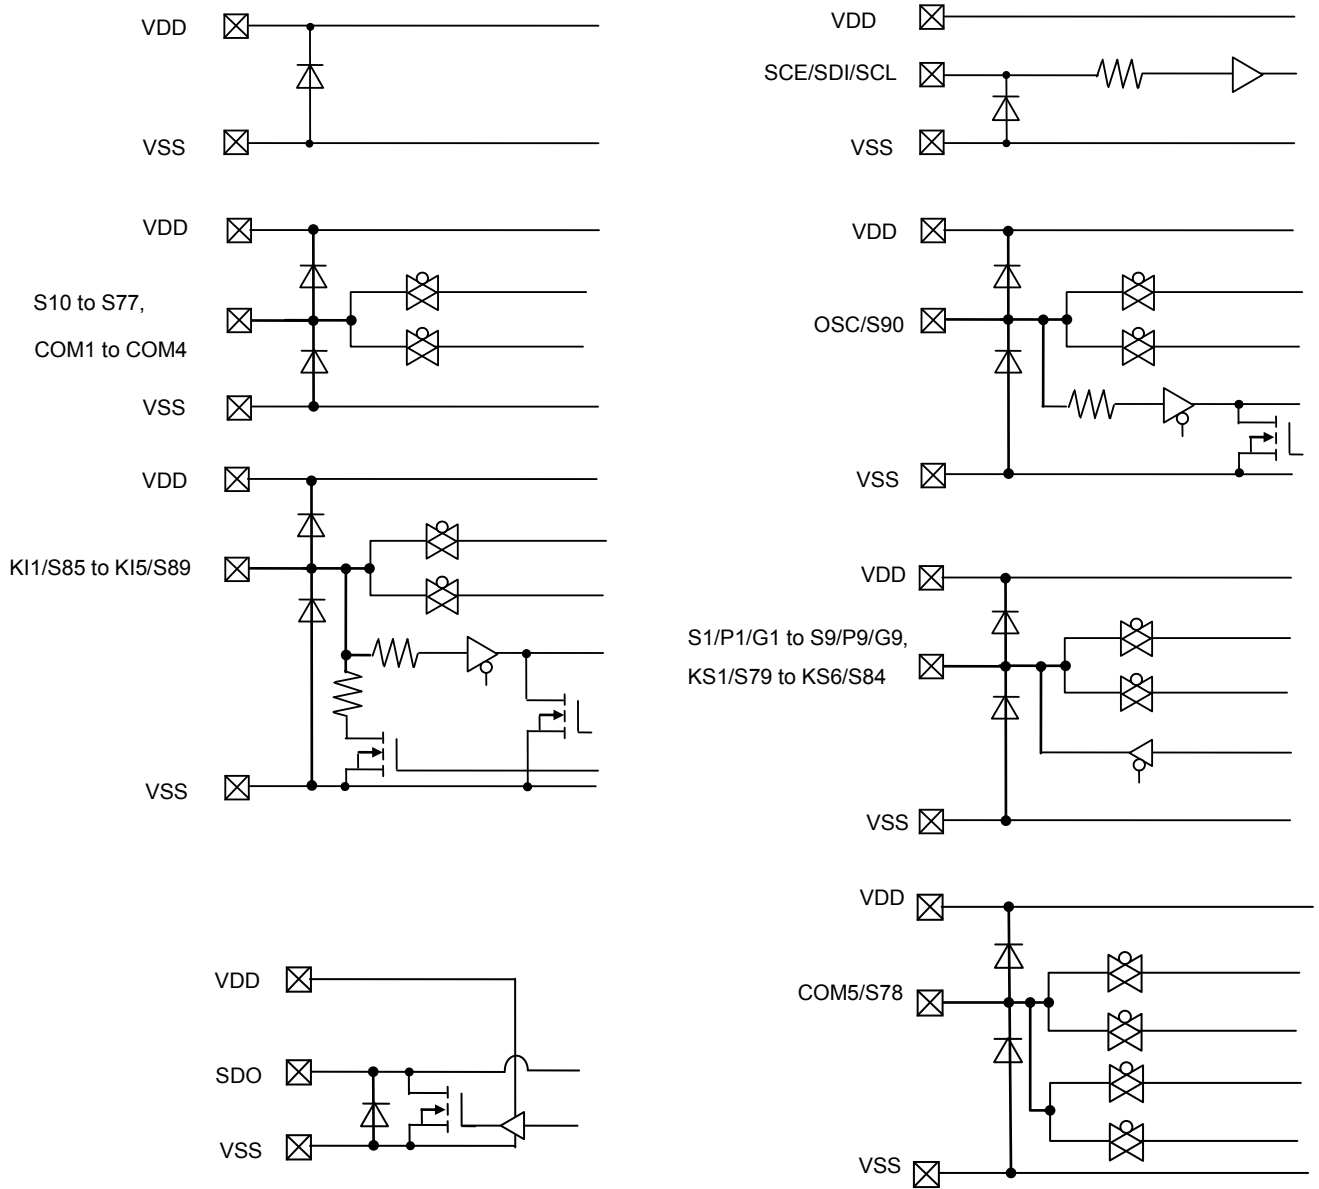 VDD
VSS
VDD
SCE/SDI/SCL
VSS
VDD
S10 to S77,
COM1 to COM4
VSS
VDD
OSC/S90
VSS
VDD
KI1/S85 to KI5/S89
VSS
VDD
S1/P1/G1 to S9/P9/G9,
KS1/S79 to KS6/S84
VSS
VDD
SDO
VSS
VDD
COM5/S78
VSS